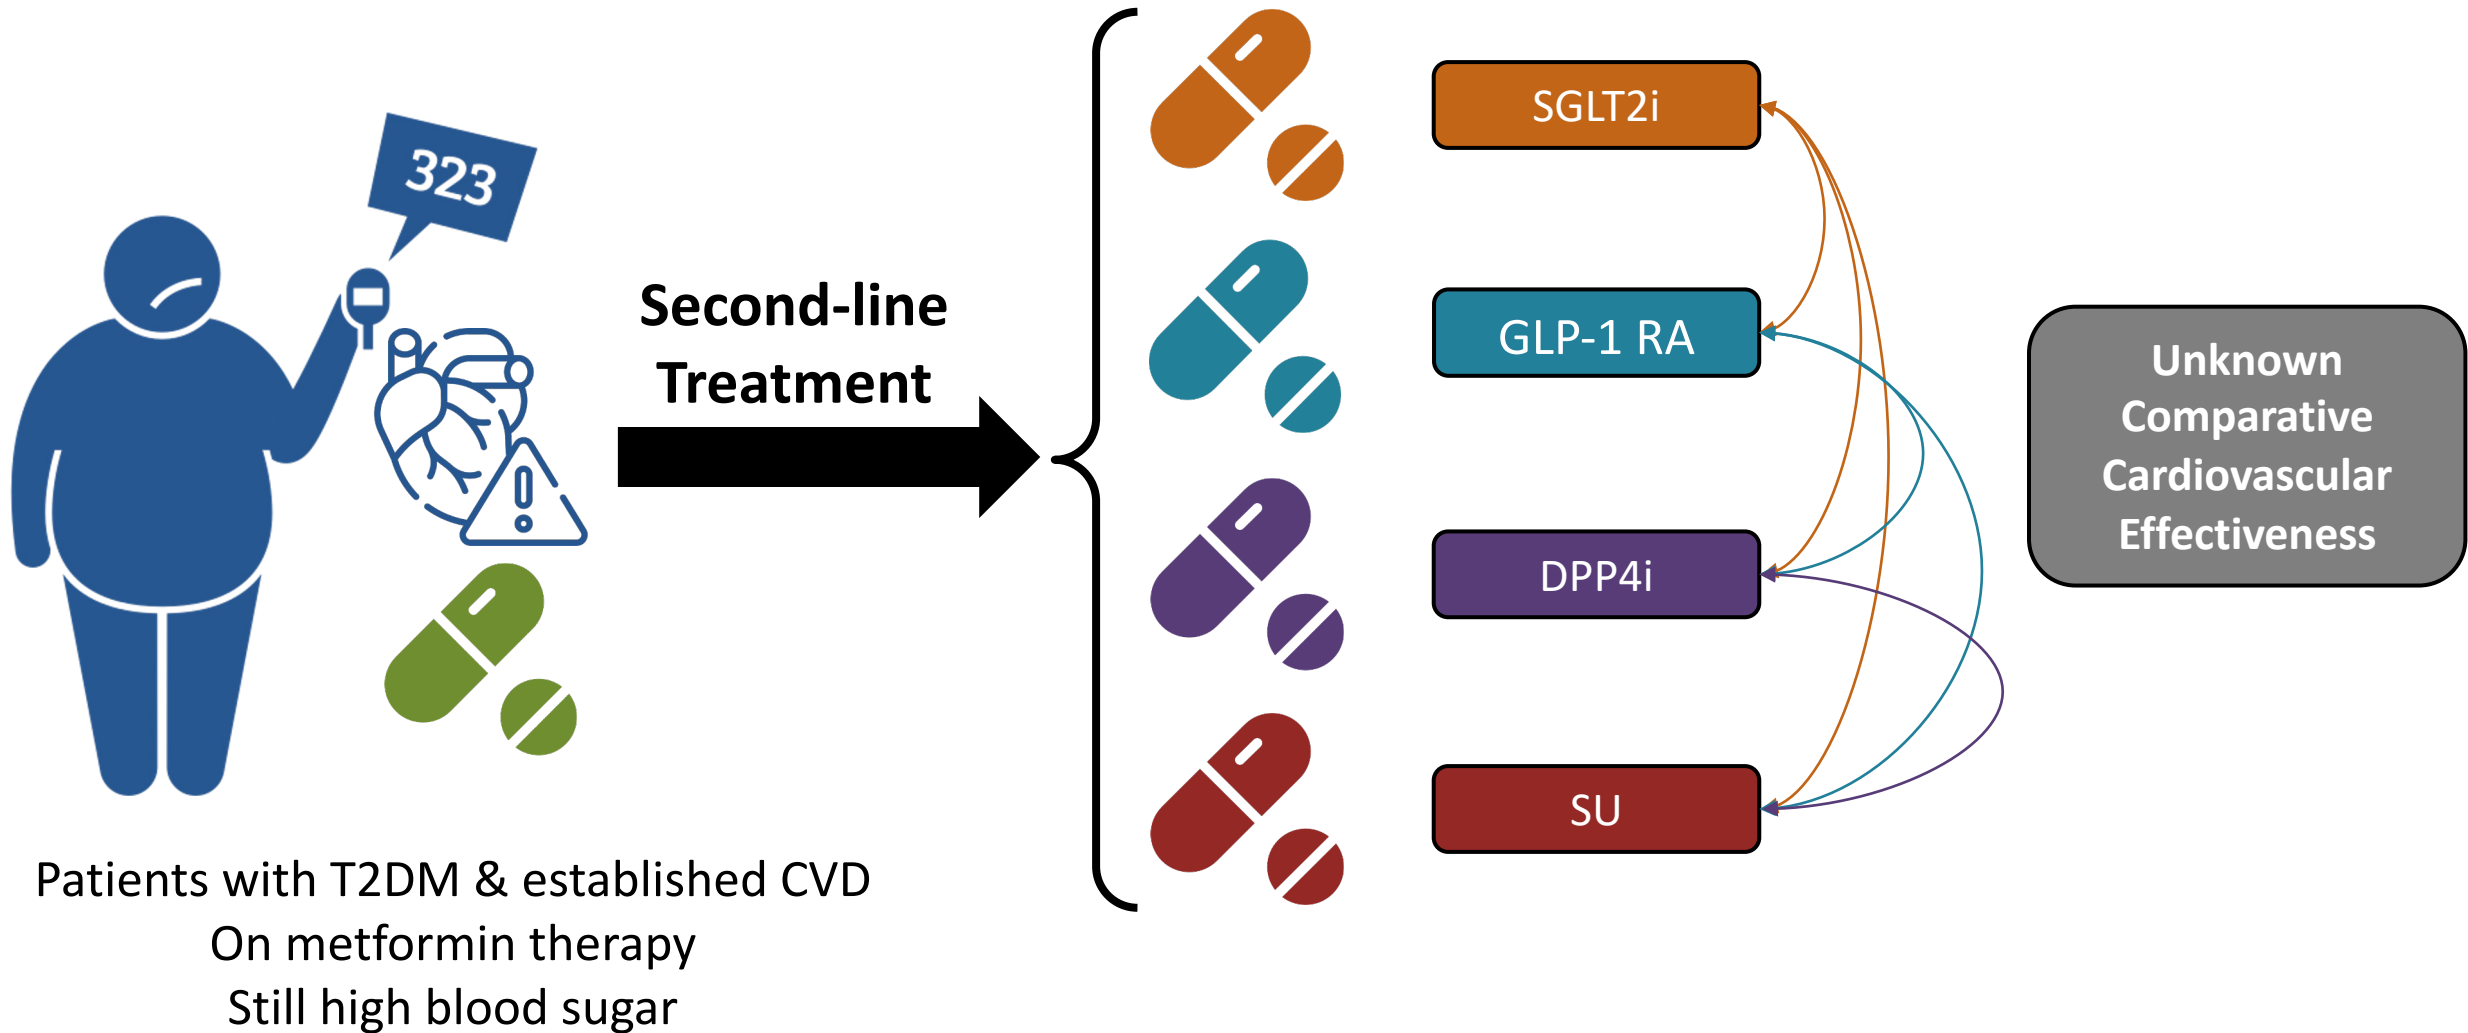 323
Second-line
Treatment
SGLT2i
GLP-1 RA
DPP4i
SU
Unknown
Comparative
Cardiovascular
Effectiveness
Patients with T2DM & established CVD
On metformin therapy
Still high blood sugar